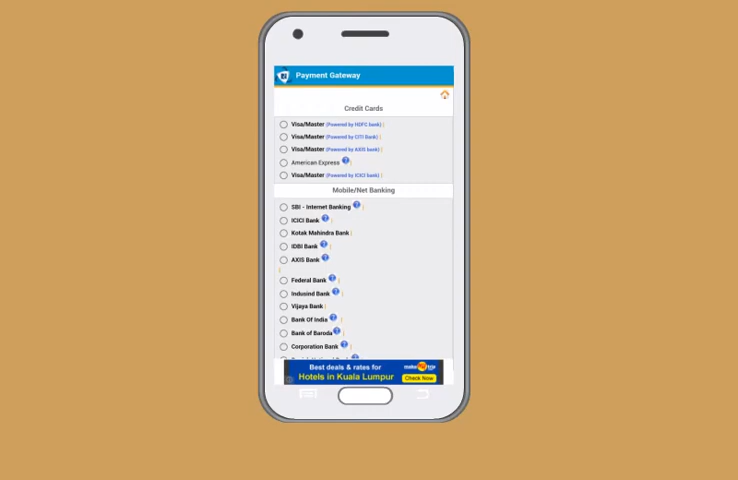 Payment Gateway
Credit Cards
Visa/Master (Powered by HDFC bank) |
Visa/Master (Powered by CITI Bank) |
Visa/Master (Powered by AXIS bank) |
American Express |
Visa/Master (Powered by ICICI bank) |
Mobile/Net Banking
SBI - Internet Banking |
ICICI Bank |
Kotak Mahindra Bank |
IDBI Bank |
AXIS Bank
|
Federal Bank |
Indusind Bank |
Vijaya Bank |
Bank Of India |
Bank of Baroda |
Corporation Bank |
Best deals & rates for
Hotels in Kuala Lumpur
make my trip
Check Now